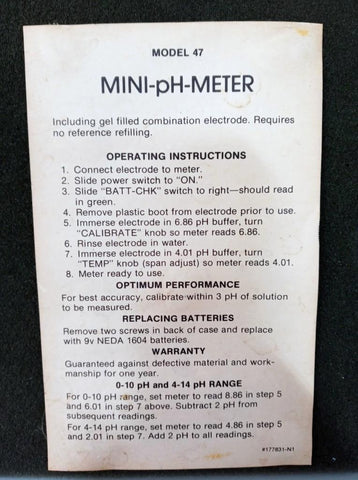 MODEL 47
MINI-pH-METER
Including gel filled combination electrode. Requires
no reference refilling.
OPERATING INSTRUCTIONS
1. Connect electrode to meter.
2. Slide power switch to "ON."
3. Slide "BATT-CHK" switch to right—should read
in green.
4. Remove plastic boot from electrode prior to use.
5. Immerse electrode in 6.86 pH buffer, turn
"CALIBRATE" knob so meter reads 6.86.
6. Rinse electrode in water.
7. Immerse electrode in 4.01 pH buffer, turn
"TEMP" knob (span adjust) so meter reads 4.01.
8. Meter ready to use.
OPTIMUM PERFORMANCE
For best accuracy, calibrate within 3 pH of solution
to be measured.
REPLACING BATTERIES
Remove two screws in back of case and replace
with 9v NEDA 1604 batteries.
WARRANTY
Guaranteed against defective material and work-
manship for one year.
0-10 pH and 4-14 pH RANGE
For 0-10 pH range, set meter to read 8.86 in step 5
and 6.01 in step 7 above. Subtract 2 pH from
subsequent readings.
For 4-14 pH range, set meter to read 4.86 in step 5
and 2.01 in step 7. Add 2 pH to all readings.
#177831-N1